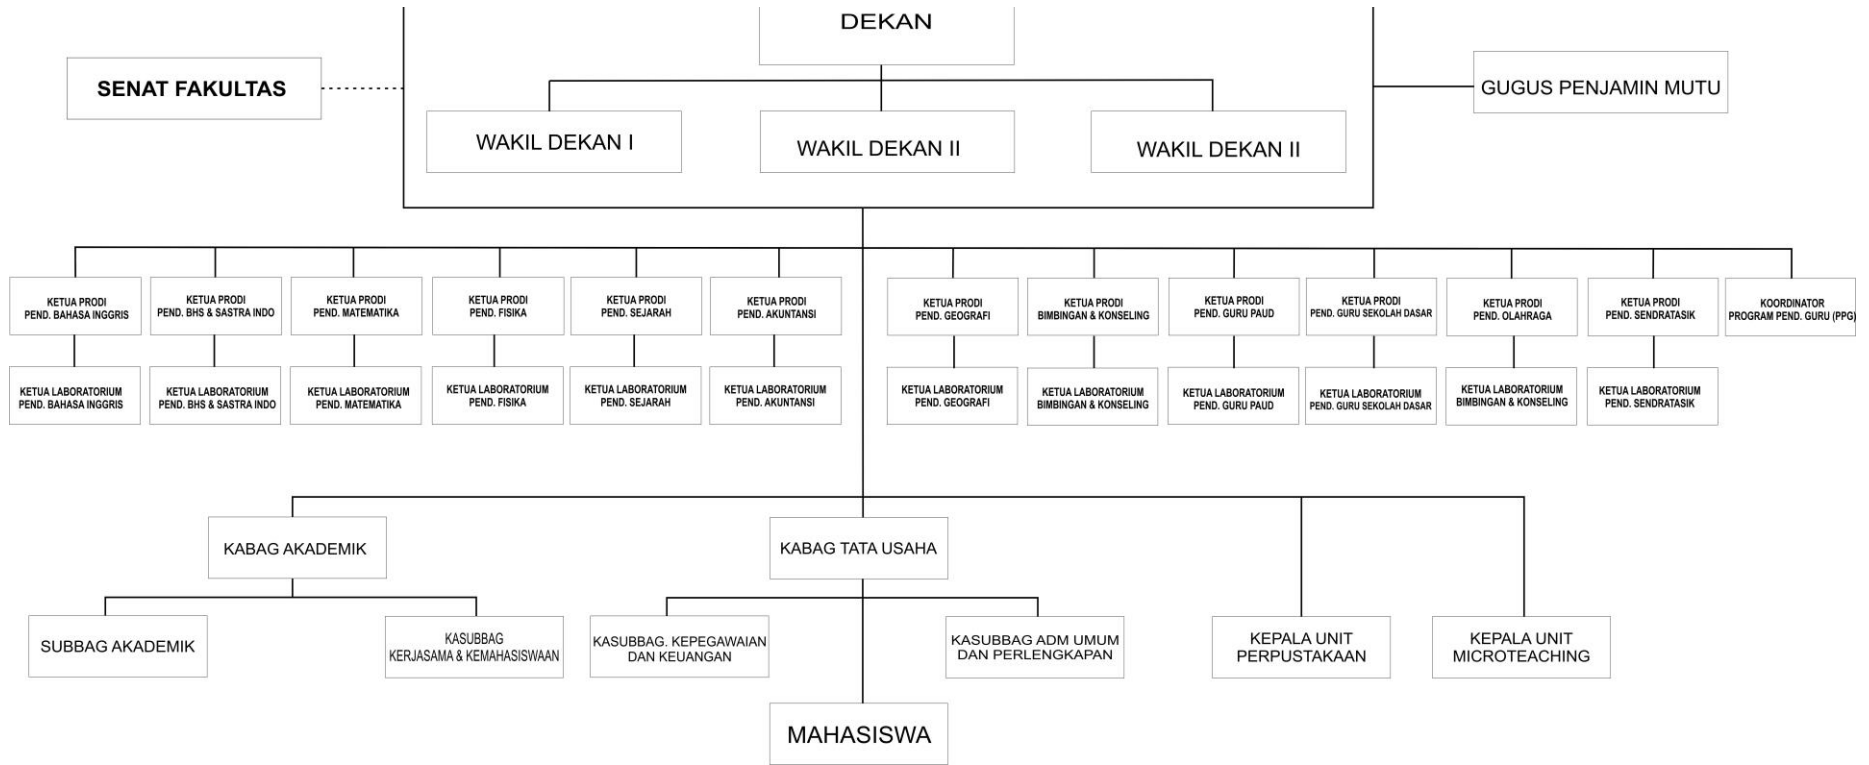 DEKAN
SENAT FAKULTAS
GUGUS PENJAMIN MUTU
WAKIL DEKAN I
WAKIL DEKAN II
WAKIL DEKAN II
KETUA PRODI
PEND. BAHASA INGGRIS
KETUA PRODI
PEND. BHS & SASTRA INDO
KETUA PRODI
PEND. MATEMATIKA
KETUA PRODI
PEND. FISIKA
KETUA PRODI
PEND. SEJARAH
KETUA PRODI
PEND. AKUNTANSI
KETUA PRODI
PEND. GEOGRAFI
KETUA PRODI
BIMBINGAN & KONSELING
KETUA PRODI
PEND. GURU PAUD
KETUA PRODI
PEND. GURU SEKOLAH DASAR
KETUA PRODI
PEND. OLAHRAGA
KETUA PRODI
PEND. SENDRATASIK
KOORDINATOR
PROGRAM PEND. GURU (PPG)
KETUA LABORATORIUM
PEND. BAHASA INGGRIS
KETUA LABORATORIUM
PEND. BHS & SASTRA INDO
KETUA LABORATORIUM
PEND. MATEMATIKA
KETUA LABORATORIUM
PEND. FISIKA
KETUA LABORATORIUM
PEND. SEJARAH
KETUA LABORATORIUM
PEND. AKUNTANSI
KETUA LABORATORIUM
PEND. GEOGRAFI
KETUA LABORATORIUM
BIMBINGAN & KONSELING
KETUA LABORATORIUM
PEND. GURU PAUD
KETUA LABORATORIUM
PEND. GURU SEKOLAH DASAR
KETUA LABORATORIUM
BIMBINGAN & KONSELING
KETUA LABORATORIUM
PEND. SENDRATASIK
KABAG AKADEMIK
KABAG TATA USAHA
SUBBAG AKADEMIK
KASUBBAG
KERJASAMA & KEMAHASISWAAN
KASUBBAG. KEPEGAWAIAN
DAN KEUANGAN
KASUBBAG ADM UMUM
DAN PERLENGKAPAN
KEPALA UNIT
PERPUSTAKAAN
KEPALA UNIT
MICROTEACHING
MAHASISWA